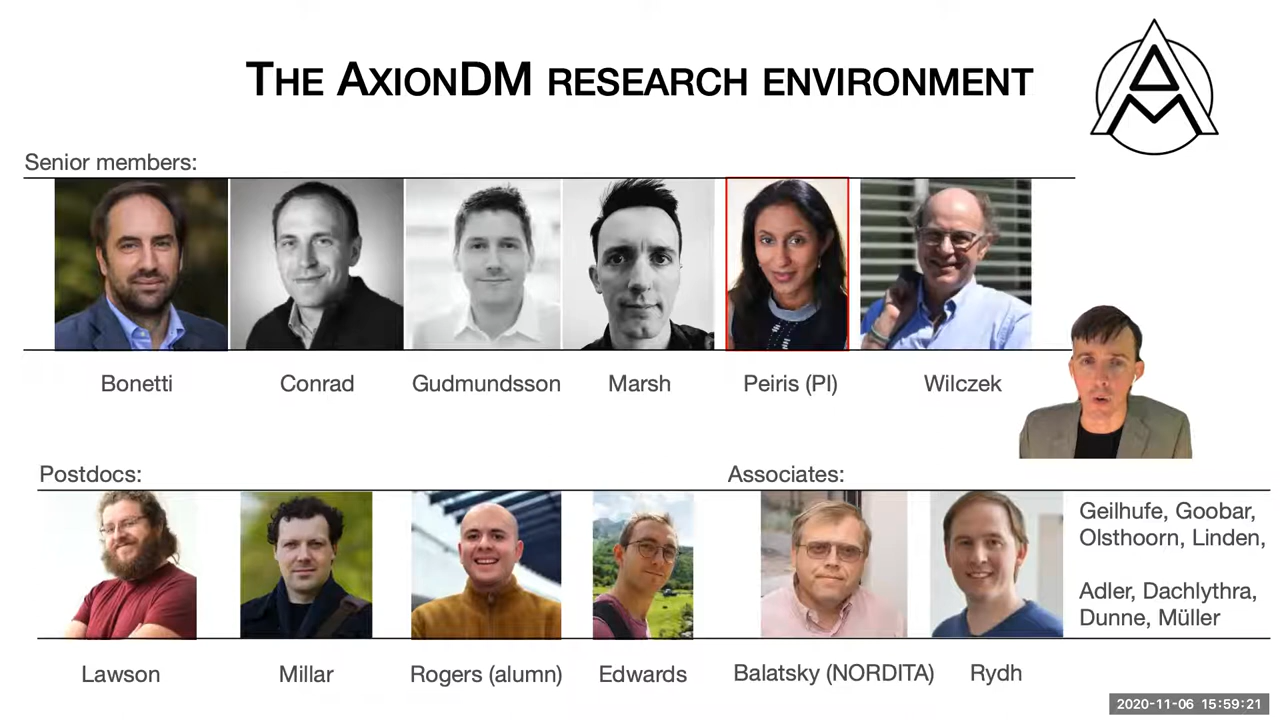 THE AXIONDM RESEARCH ENVIRONMENT
Senior members:
Bonetti
Conrad
Gudmundsson
Marsh
Peiris (PI)
Wilczek
Postdocs:
Associates:
Geilhufe, Goobar,
Olsthoorn, Linden,
Adler, Dachlythra,
Dunne, Müller
Lawson
Millar
Rogers (alumn)
Edwards
Balatsky (NORDITA)
Rydh
2020-11-06 15:59:21